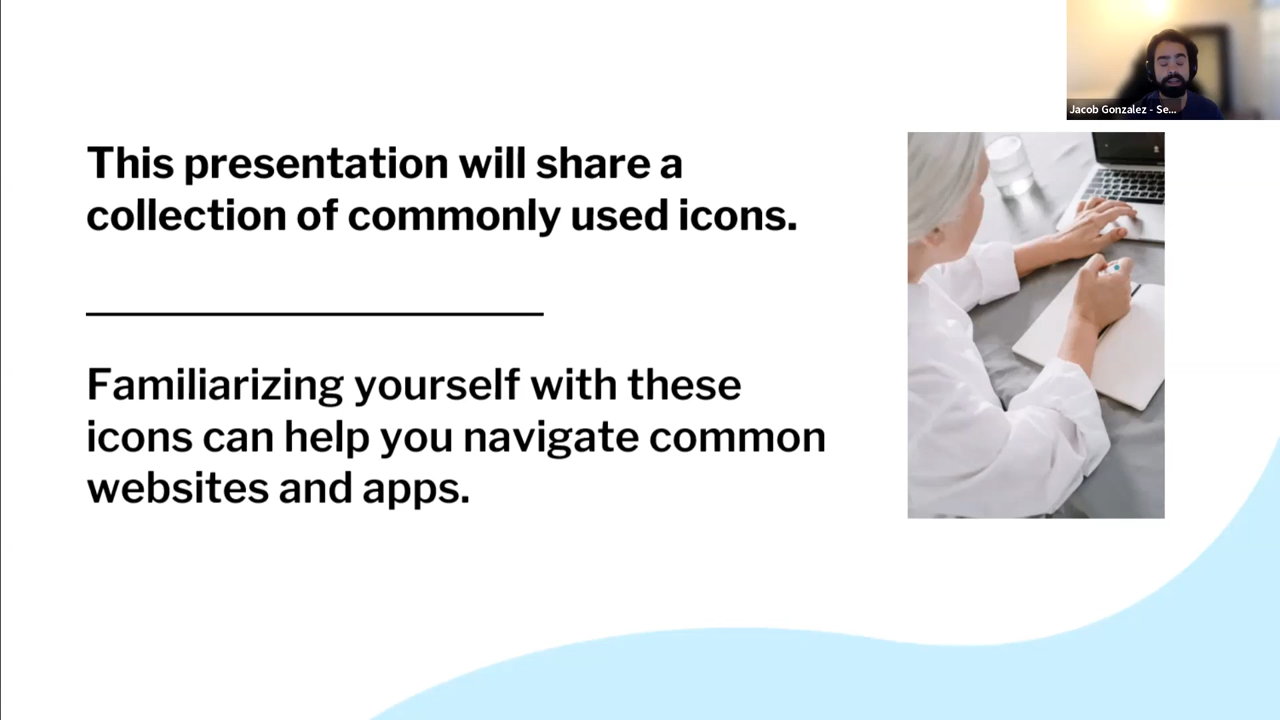 Jacob Gonzalez - Se...
This presentation will share a
collection of commonly used icons.
Familiarizing yourself with these
icons can help you navigate common
websites and apps.